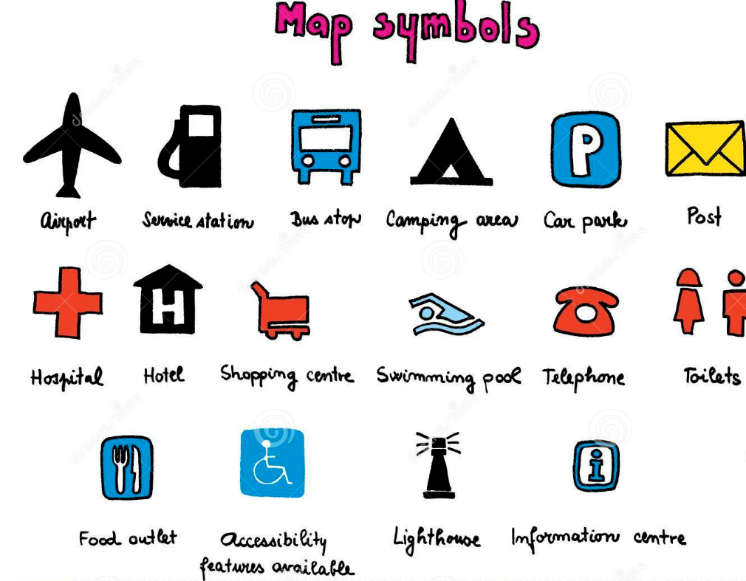 Map symbols
Airport Service station Bus stop Camping area Car park Post
P
H
Hospital Hotel Shopping centre Swimming pool Telephone Toilets
i
Food outlet Accessibility features available Lighthouse Information centre